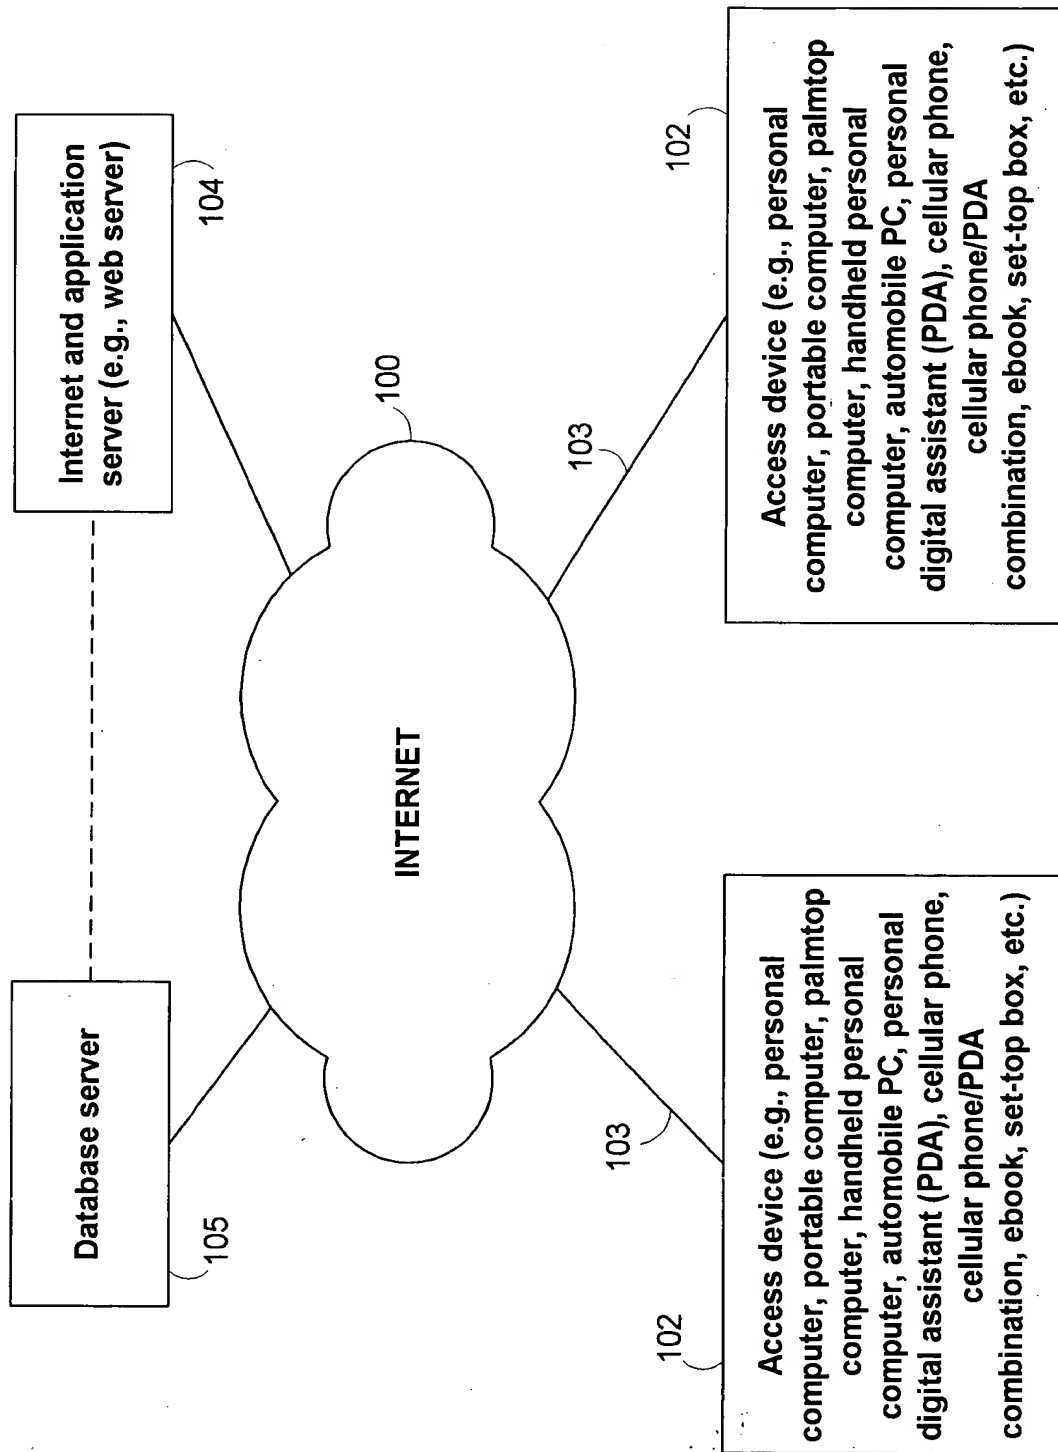 Database server
105
Internet and application
server (e.g., web server)
104
100
INTERNET
103
103
102
Access device (e.g., personal
computer, portable computer, palmtop
computer, handheld personal
computer, automobile PC, personal
digital assistant (PDA), cellular phone,
cellular phone/PDA
combination, ebook, set-top box, etc.)
102
Access device (e.g., personal
computer, portable computer, palmtop
computer, handheld personal
computer, automobile PC, personal
digital assistant (PDA), cellular phone,
cellular phone/PDA
combination, ebook, set-top box, etc.)